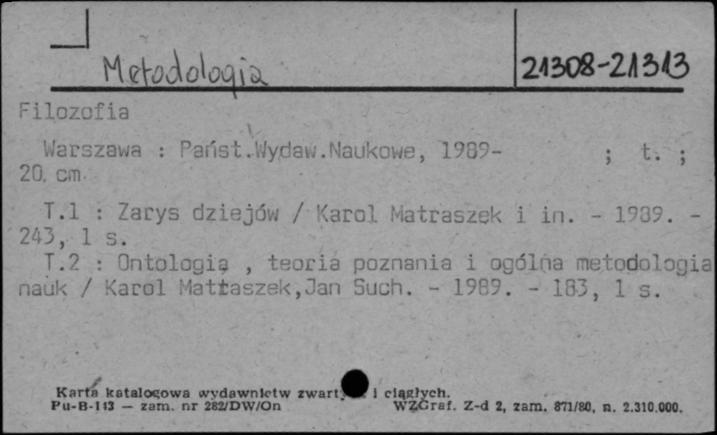 Metodologia
21308-21313
Filozofia
Warszawa : Państ.Wydaw.Naukowe, 1989- ; t. ;
20 cm.
T.1 : Zarys dziejów / Karol Matraszek i in. - 1989. -
243, 1 s.
T.2 : Ontologia , teoria poznania i ogólna metodologia
nauk / Karol Matraszek,Jan Such. - 1989. - 183, 1 s.
Karta katalogowa wydawnictw i ciągłych.
Pu-B-113 — zam. nr 282/DW/On WZGraf. Z-d 2, zam. 871/80, n. 2.310.000.